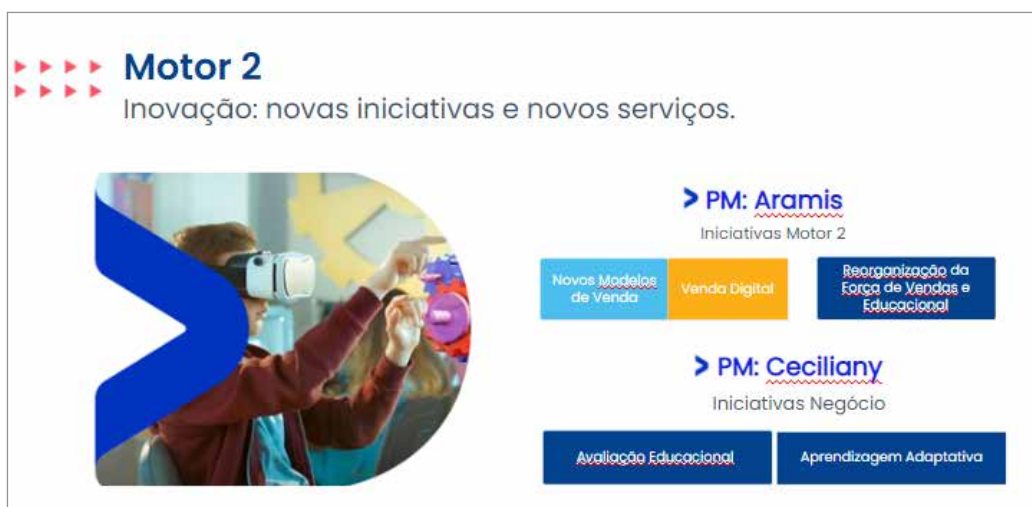 Motor 2
Inovação: novas iniciativas e novos serviços.
PM: Aramis
Iniciativas Motor 2
Novos Modelos
de Venda
Venda Digital
Reorganização da
Força de Vendas e
Educacional
PM: Ceciliany
Iniciativas Negócio
Avaliação Educacional
Aprendizagem Adaptativa